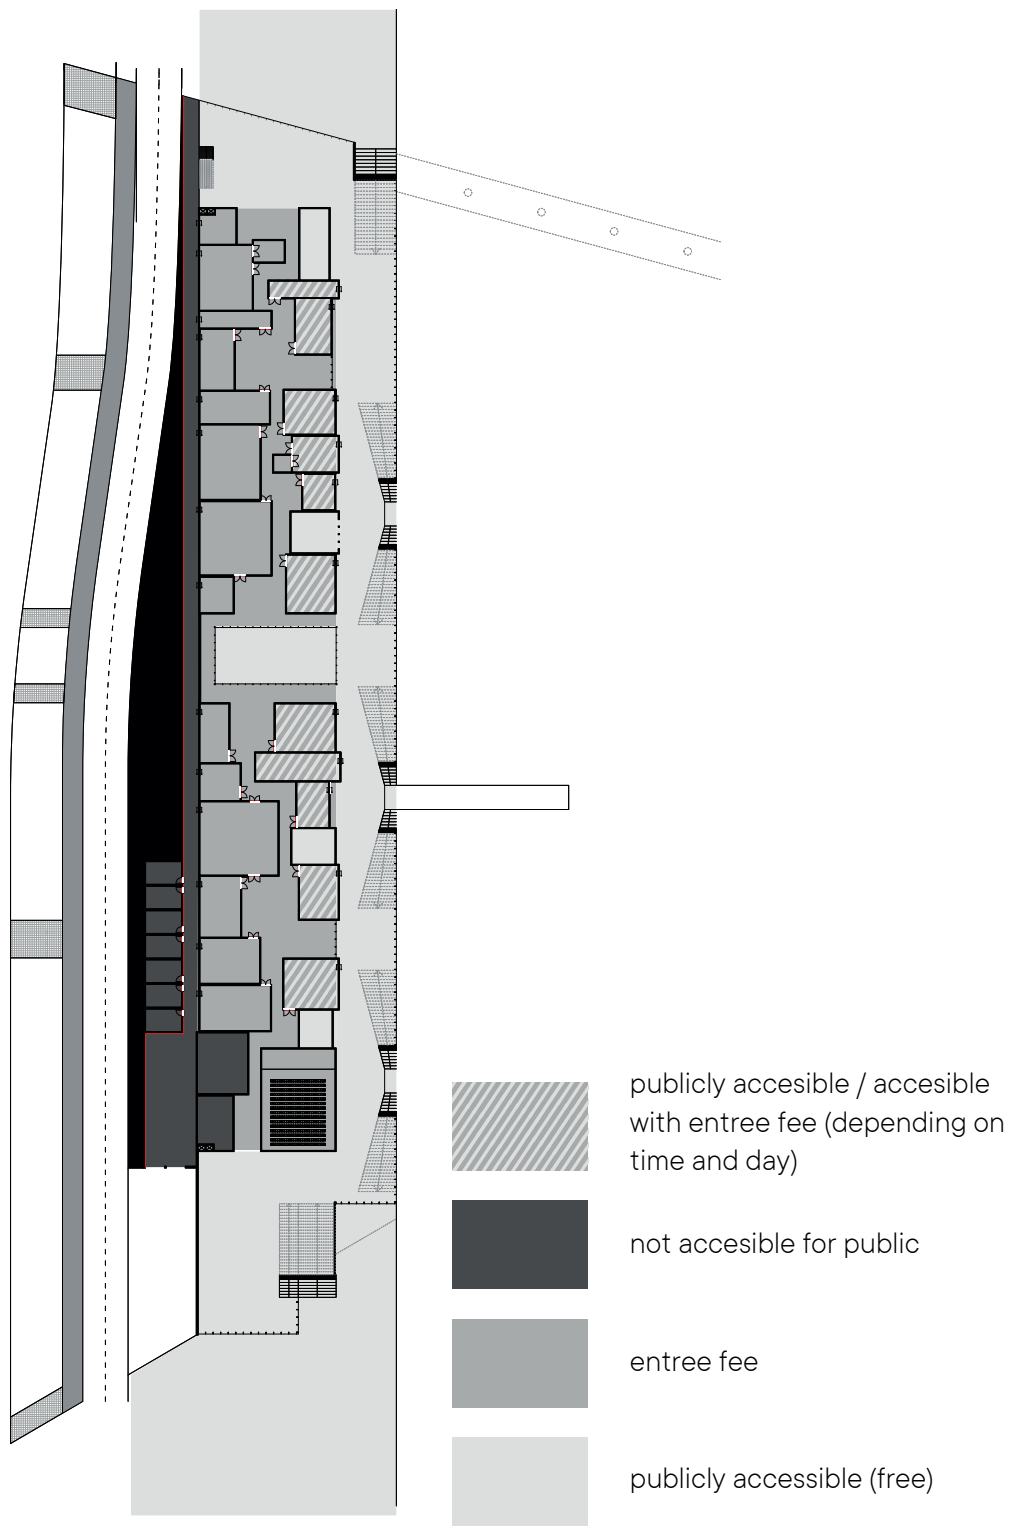 publicly accesible / accesible
with entree fee (depending on
time and day)
not accesible for public
entree fee
publicly accessible (free)